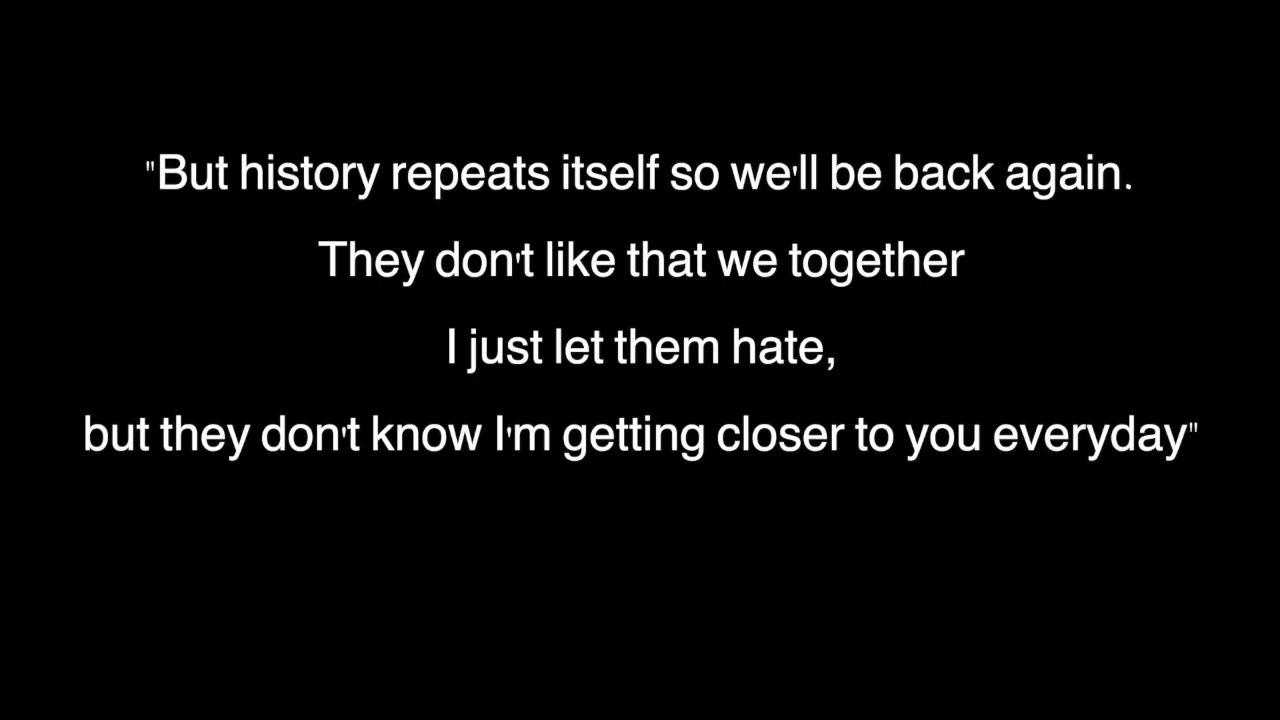 "But history repeats itself so we'll be back again.
They don't like that we together
I just let them hate,
but they don't know I'm getting closer to you everyday"